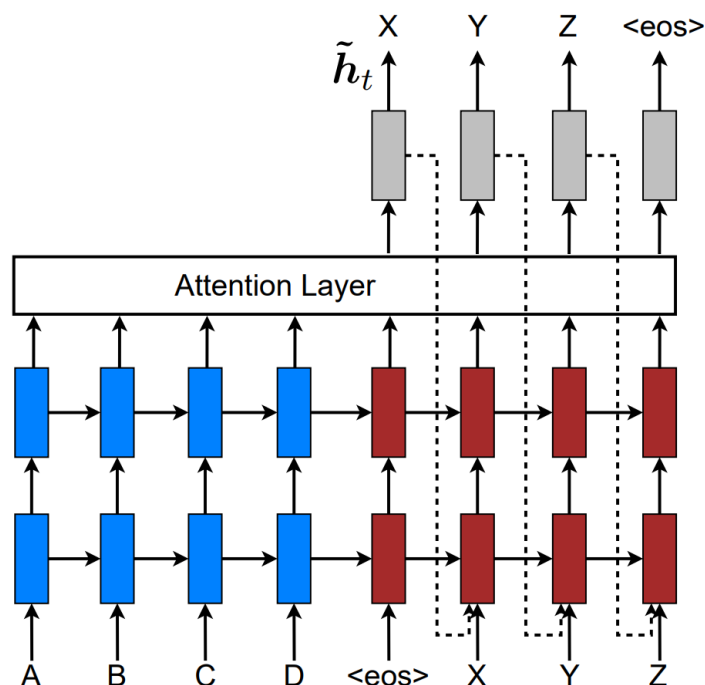 X Y Z <eos>
h̃ₜ
Attention Layer
A B C D <eos> X Y Z